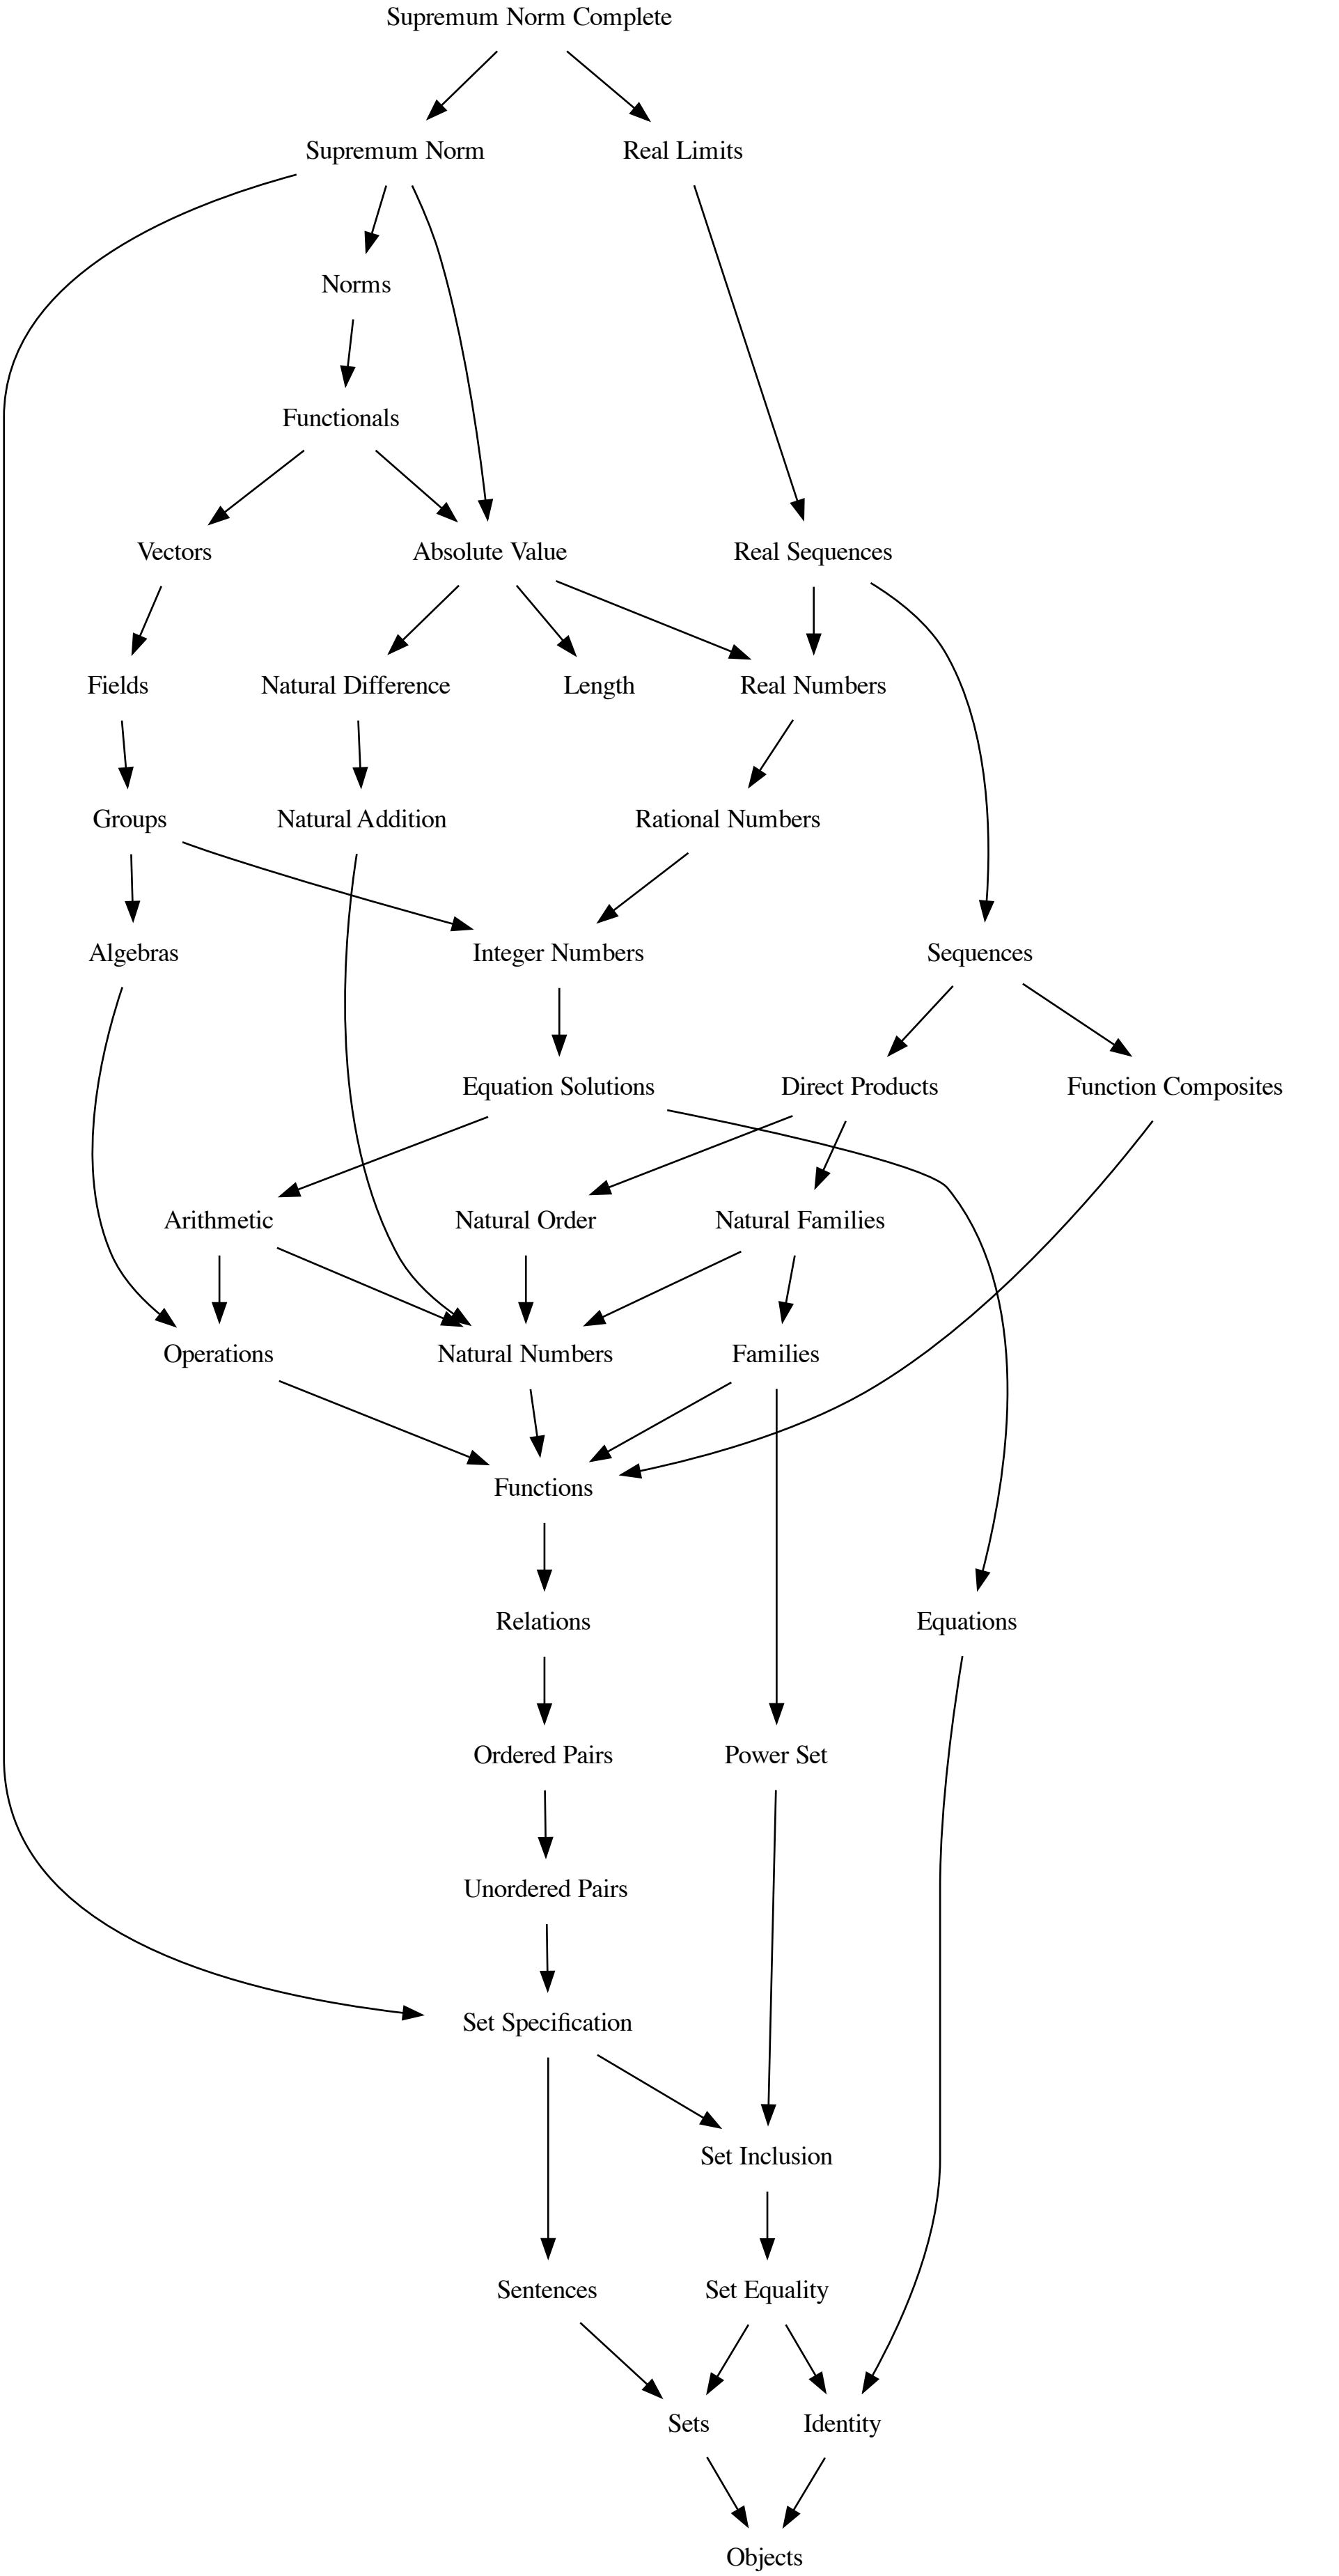 Supremum Norm Complete
Supremum Norm
Real Limits
Norms
Functionals
Vectors
Absolute Value
Real Sequences
Fields
Natural Difference
Length
Real Numbers
Groups
Natural Addition
Rational Numbers
Algebras
Integer Numbers
Sequences
Equation Solutions
Direct Products
Function Composites
Arithmetic
Natural Order
Natural Families
Operations
Natural Numbers
Families
Functions
Relations
Equations
Ordered Pairs
Power Set
Unordered Pairs
Set Specification
Set Inclusion
Sentences
Set Equality
Sets
Identity
Objects